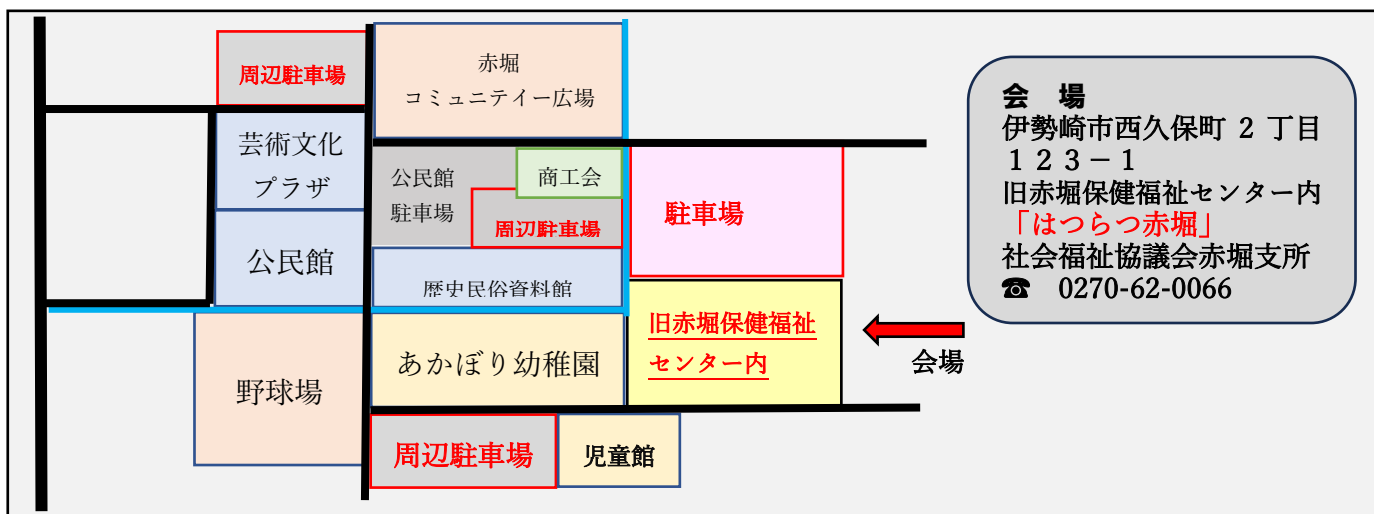 周辺駐車場
赤堀
コミュニテイー広場
芸術文化
プラザ
公民館
駐車場
商工会
周辺駐車場
駐車場
公民館
歴史民俗資料館
野球場
あかぼり幼稚園
旧赤堀保健福祉
センター内
会場
周辺駐車場
児童館
会　場
伊勢崎市西久保町 2 丁目
１２３－１
旧赤堀保健福祉センター内
「はつらつ赤堀」
社会福祉協議会赤堀支所
☎　0270-62-0066